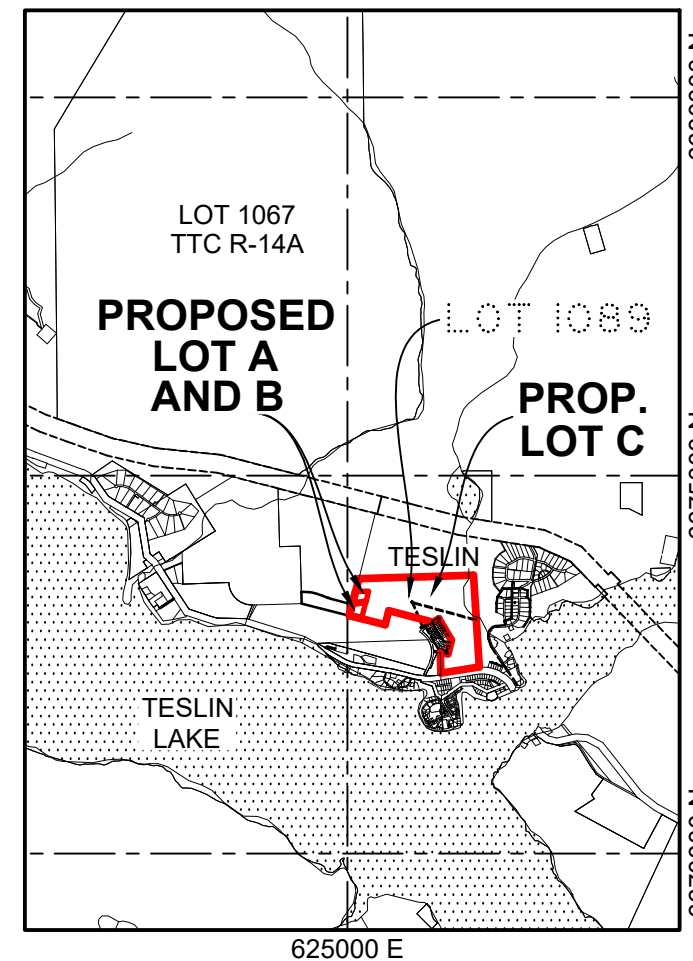 LOT 1067
TTC R-14A
PROPOSED
LOT A
AND B
LOT 1089
PROP.
LOT C
TESLIN
TESLIN
LAKE
625000 E